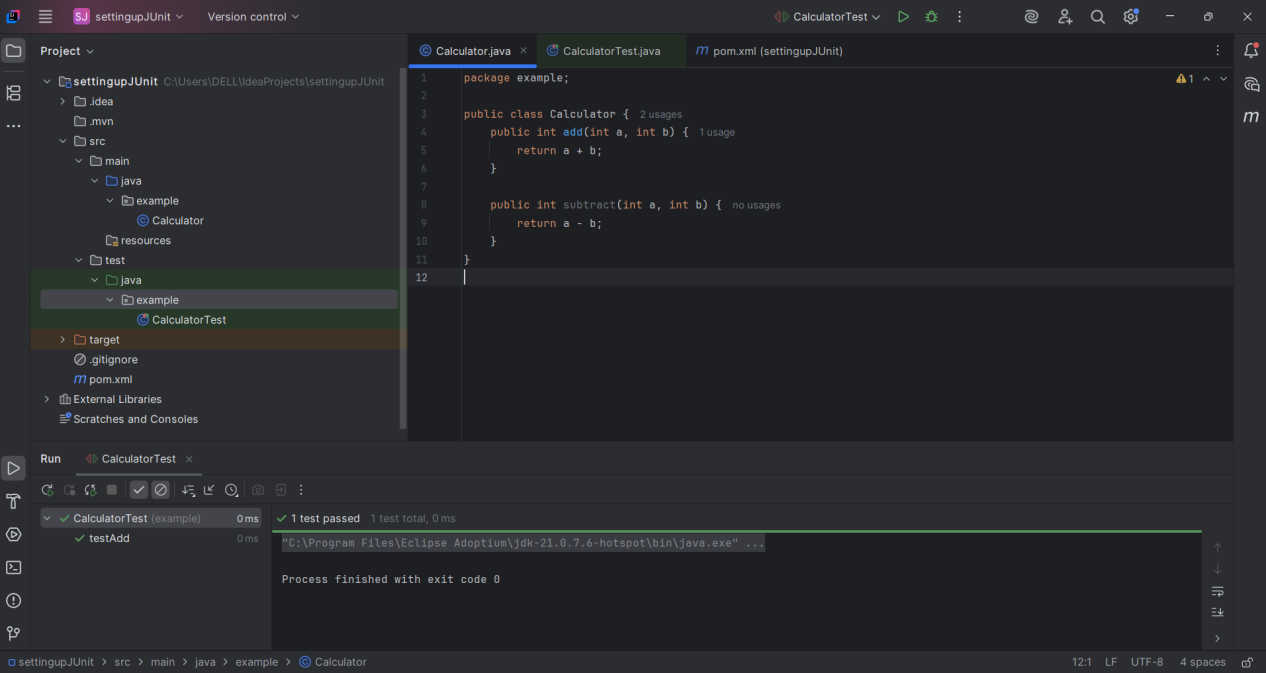 SJ settingupJUnit Version control CalculatorTest
Project
Calculator.java CalculatorTest.java m pom.xml (settingupJUnit)
settingupJUnit C:\Users\DELL\IdeaProjects\settingupJUnit
.idea
.mvn
src
main
java
example
Calculator
resources
test
java
example
CalculatorTest
target
.gitignore
m pom.xml
External Libraries
Scratches and Consoles
1 package example;
2
3 public class Calculator { 2 usages
4 public int add(int a, int b) { 1 usage
5 return a + b;
6 }
7
8 public int subtract(int a, int b) { no usages
9 return a - b;
10 }
11 }
12
1
m
Run CalculatorTest
CalculatorTest (example) 0 ms
testAdd 0 ms
1 test passed 1 test total, 0 ms
"C:\Program Files\Eclipse Adoptium\jdk-21.0.7.6-hotspot\bin\java.exe" ...
Process finished with exit code 0
settingupJUnit > src > main > java > example > Calculator
12:1 LF UTF-8 4 spaces